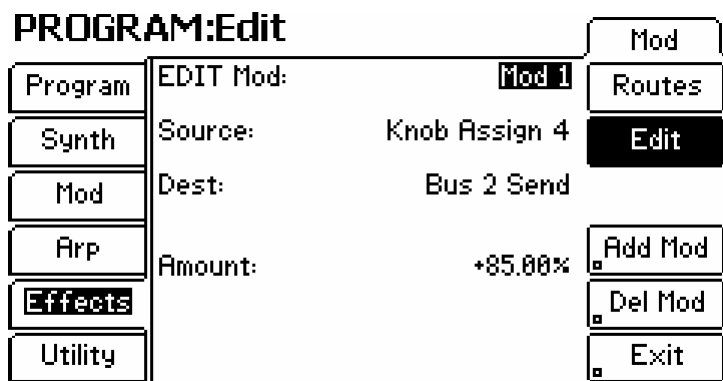 PROGRAM:Edit
Mod
Program
EDIT Mod: Mod 1
Routes
Synth
Source: Knob Assign 4
Edit
Mod
Dest: Bus 2 Send
Arp
Amount: +85.00%
Add Mod
Effects
Del Mod
Utility
Exit